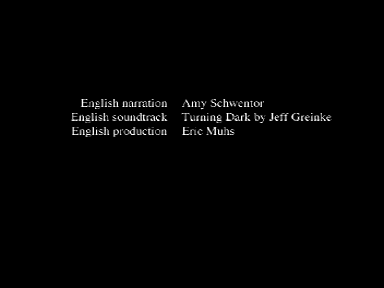 English narration Amy Schwentor
English soundtrack Turning Dark by Jeff Greinke
English production Eric Muhs